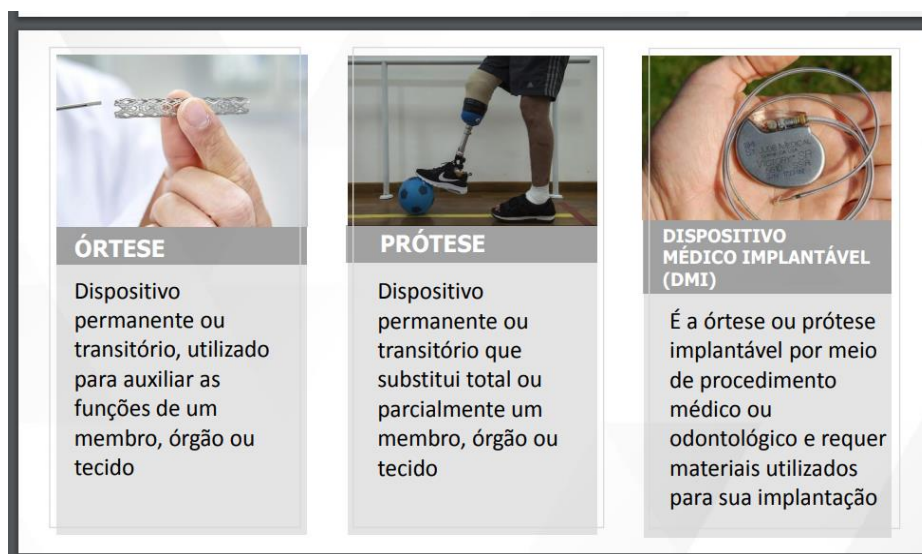 ÓRTESE
Dispositivo
permanente ou
transitório, utilizado
para auxiliar as
funções de um
membro, órgão ou
tecido
PRÓTESE
Dispositivo
permanente ou
transitório que
substitui total ou
parcialmente um
membro, órgão ou
tecido
DISPOSITIVO
MÉDICO IMPLANTÁVEL
(DMI)
É a órtese ou prótese
implantável por meio
de procedimento
médico ou
odontológico e requer
materiais utilizados
para sua implantação